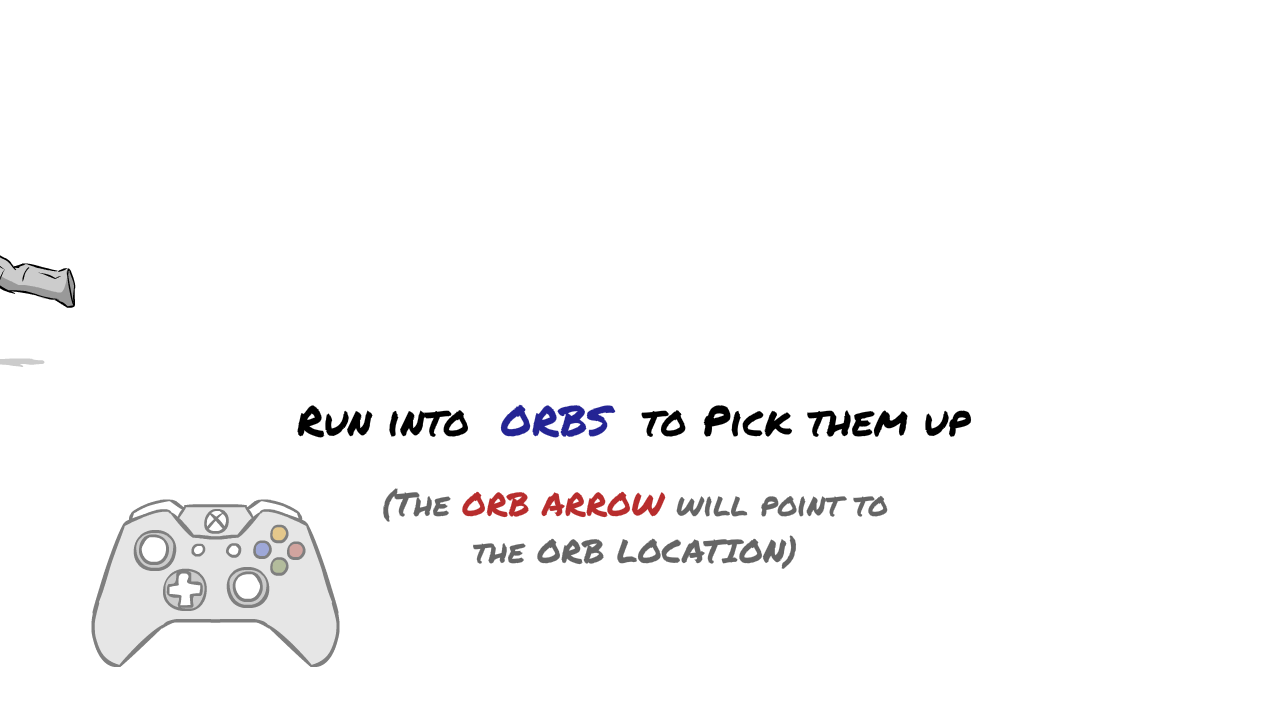 Run into ORBS to Pick them up
(The ORB ARROW will point to
the ORB LOCATION)